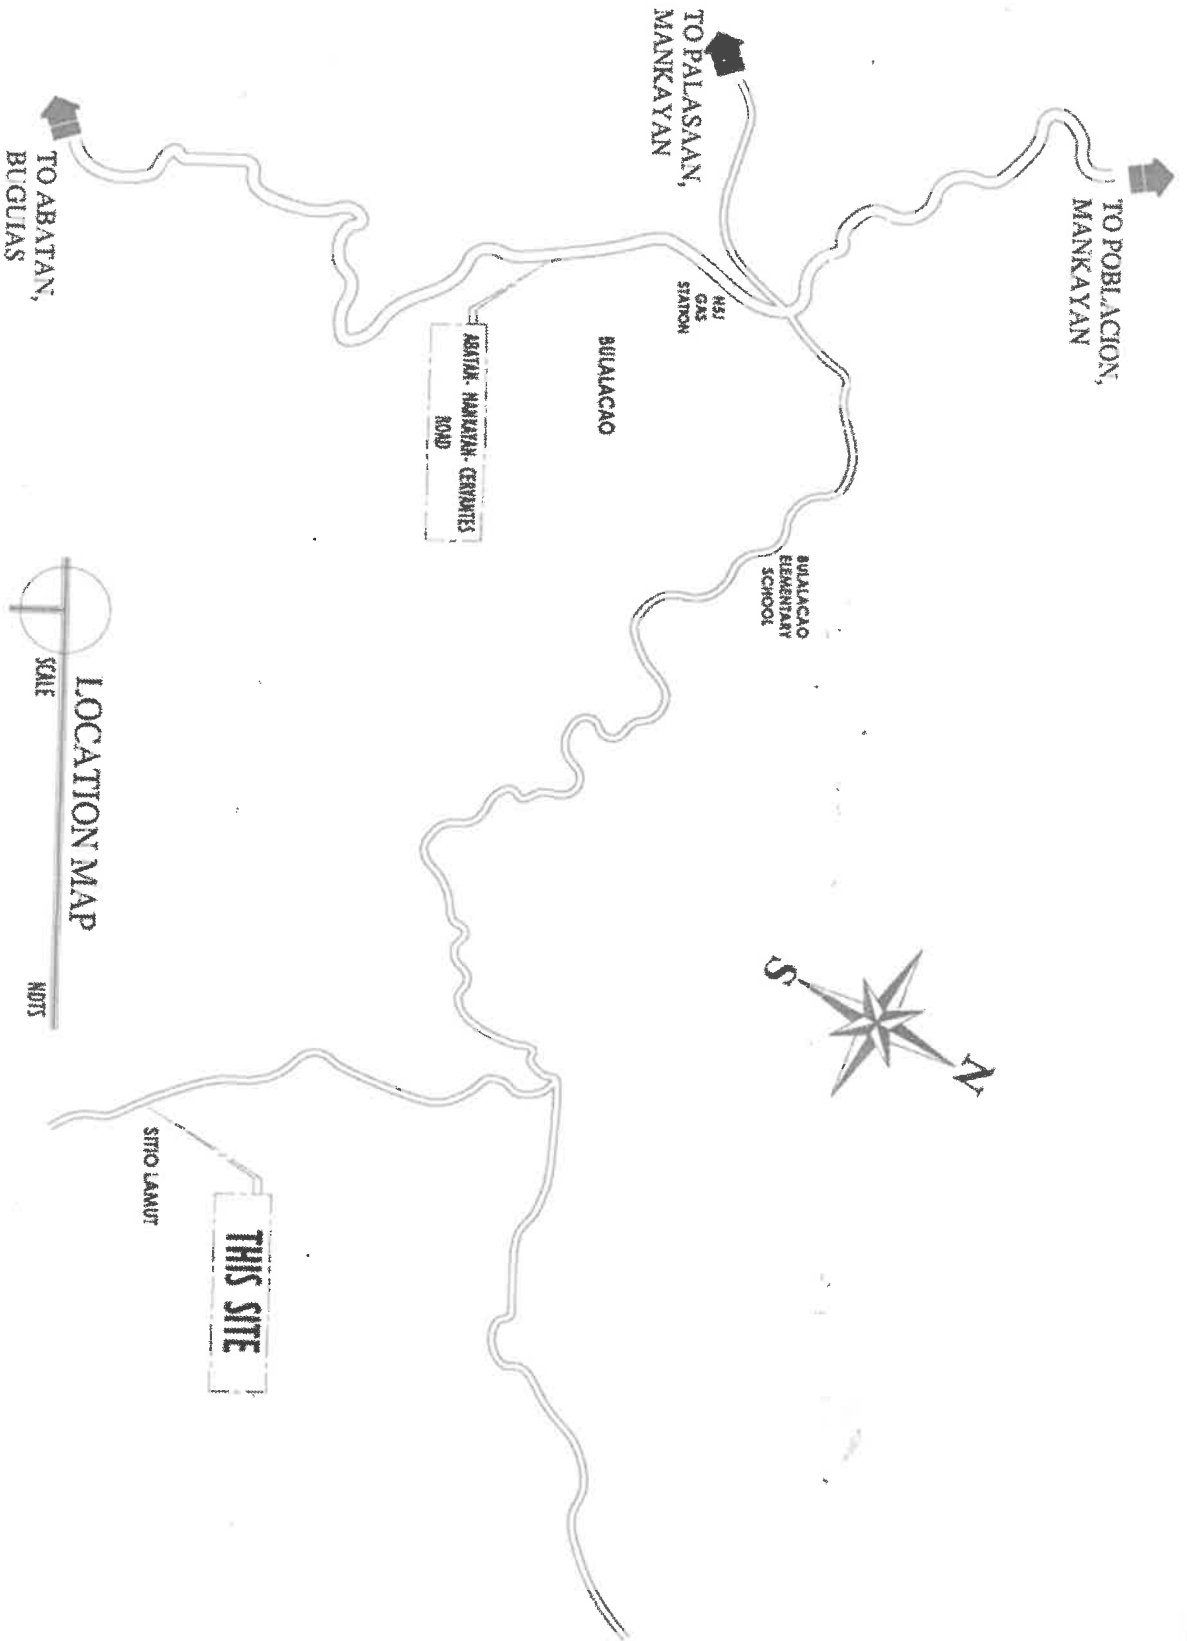 TO POBLACION,
MANKAYAN
TO PALASAAN,
MANKAYAN
GAS
STATION
BULALACAO
ELEMENTARY
SCHOOL
BULALACAO
ABATAN- MANKAYAN- CERVANTES
ROAD
TO ABATAN,
BUGUIAS
N
S
THIS SITE
SITIO LAMUT
LOCATION MAP
SCALE
NOTS